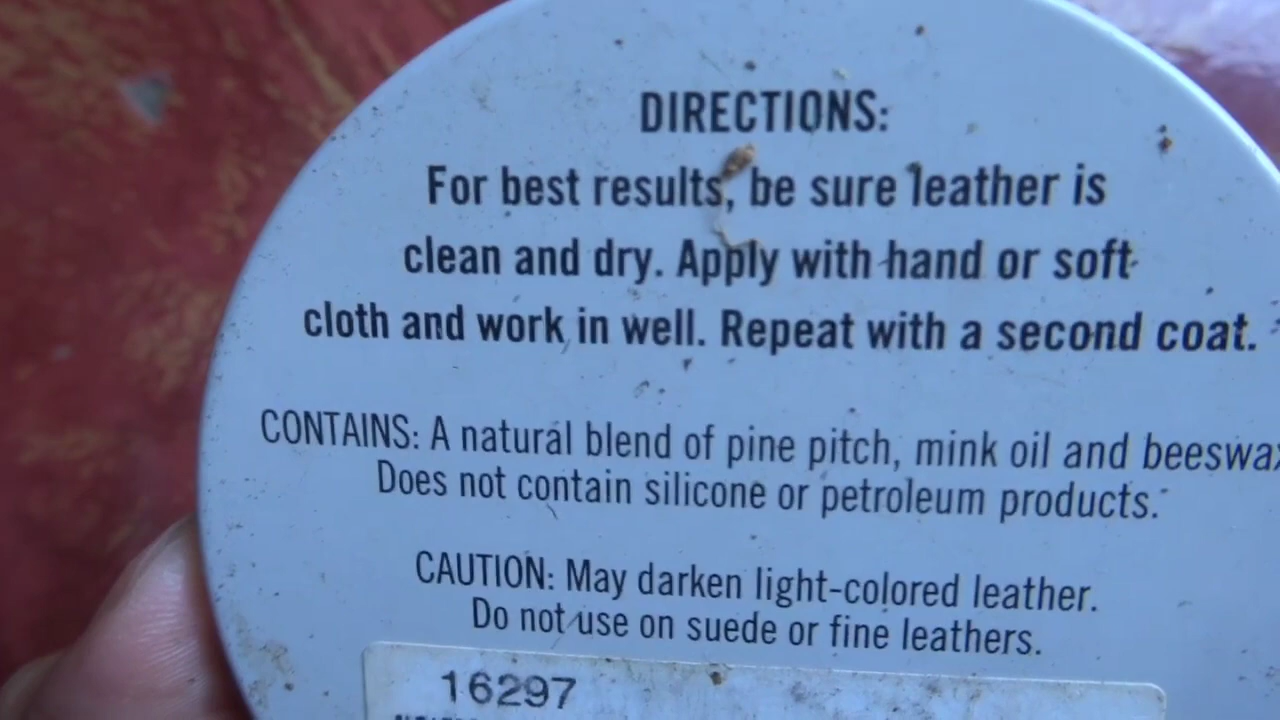 DIRECTIONS:
For best results, be sure leather is
clean and dry. Apply with hand or soft
cloth and work in well. Repeat with a second coat.
CONTAINS: A natural blend of pine pitch, mink oil and beeswax
Does not contain silicone or petroleum products.
CAUTION: May darken light-colored leather.
Do not use on suede or fine leathers.
16297